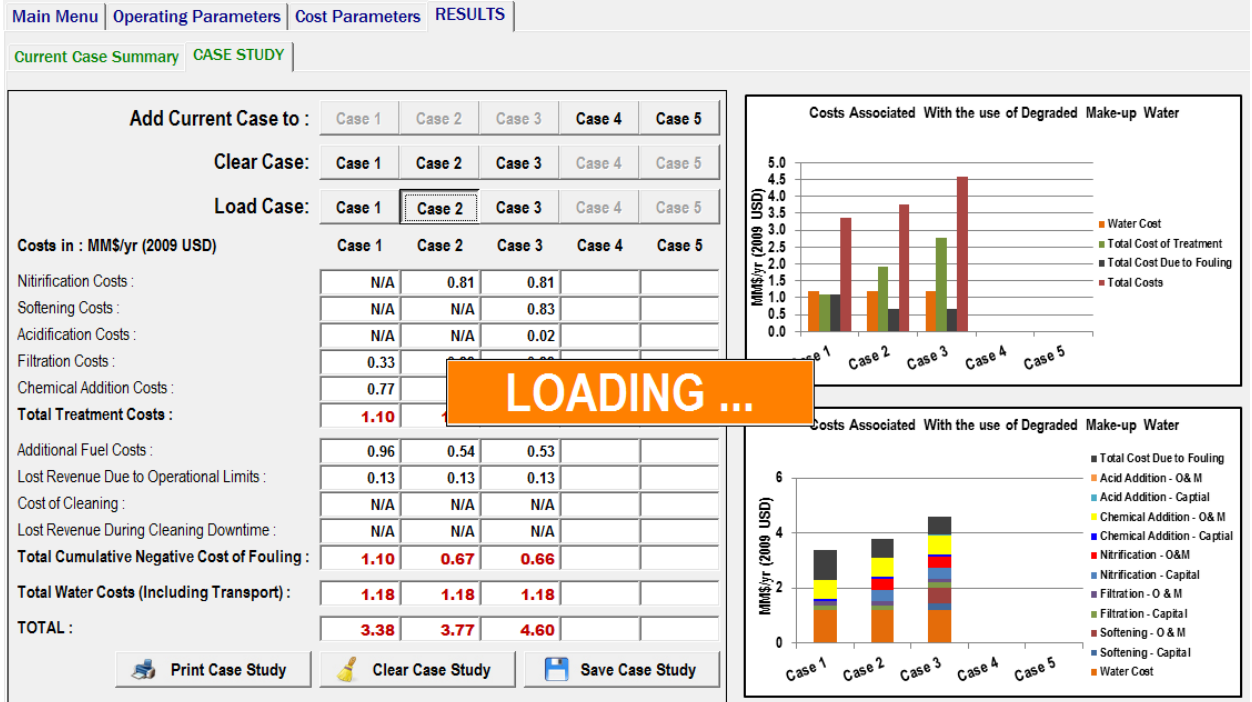 Main Menu Operating Parameters Cost Parameters RESULTS
Current Case Summary CASE STUDY
Add Current Case to : Case 1 Case 2 Case 3 Case 4 Case 5
Clear Case: Case 1 Case 2 Case 3 Case 4 Case 5
Load Case: Case 1 Case 2 Case 3 Case 4 Case 5
Costs in : MM$/yr (2009 USD) Case 1 Case 2 Case 3 Case 4 Case 5
Nitirification Costs : N/A 0.81 0.81
Softening Costs : N/A N/A 0.83
Acidification Costs : N/A N/A 0.02
Filtration Costs : 0.33
Chemical Addition Costs : 0.77
Total Treatment Costs : 1.10
LOADING ...
Additional Fuel Costs : 0.96 0.54 0.53
Lost Revenue Due to Operational Limits : 0.13 0.13 0.13
Cost of Cleaning : N/A N/A N/A
Lost Revenue During Cleaning Downtime : N/A N/A N/A
Total Cumulative Negative Cost of Fouling : 1.10 0.67 0.66
Total Water Costs (Including Transport) : 1.18 1.18 1.18
TOTAL : 3.38 3.77 4.60
Print Case Study Clear Case Study Save Case Study
Costs Associated With the use of Degraded Make-up Water
MM$/yr (2009 USD)
5.0
4.5
4.0
3.5
3.0
2.5
2.0
1.5
1.0
0.5
0.0
Case 2 Case 3 Case 4 Case 5
Water Cost
Total Cost of Treatment
Total Cost Due to Fouling
Total Costs
Costs Associated With the use of Degraded Make-up Water
MM$/yr (2009 USD)
6
4
2
0
Case 1 Case 2 Case 3 Case 4 Case 5
Total Cost Due to Fouling
Acid Addition - O& M
Acid Addition - Captial
Chemical Addition - O& M
Chemical Addition - Captial
Nitrification - O&M
Nitrification - Capital
Filtration - O & M
Filtration - Capital
Softening - O & M
Softening - Capital
Water Cost